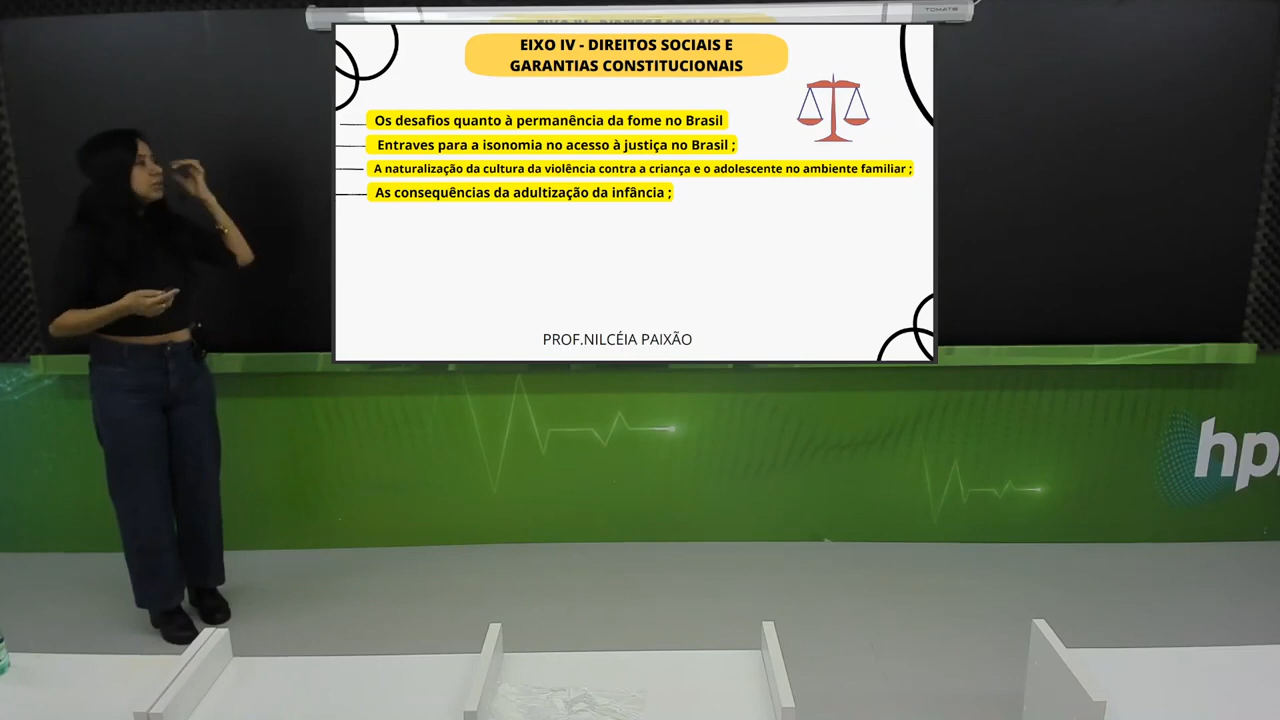 TOMATE
EIXO IV - DIREITOS SOCIAIS E
GARANTIAS CONSTITUCIONAIS
Os desafios quanto à permanência da fome no Brasil
Entraves para a isonomia no acesso à justiça no Brasil ;
A naturalização da cultura da violência contra a criança e o adolescente no ambiente familiar ;
As consequências da adultização da infância ;
PROF.NILCÉIA PAIXÃO